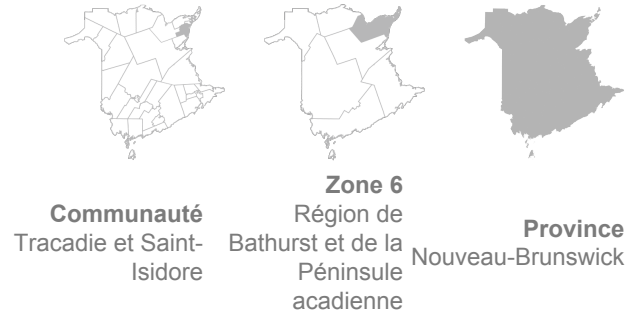 Communauté
Tracadie et Saint-
Isidore
Zone 6
Région de
Bathurst et de la
Péninsule
acadienne
Province
Nouveau-Brunswick